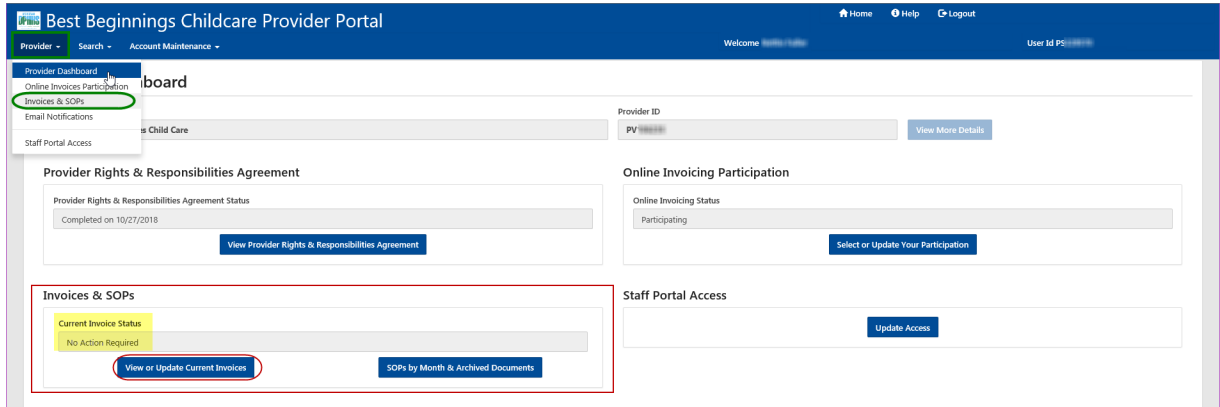 Best Beginnings Childcare Provider Portal
Home Help Logout
Provider Search Account Maintenance Welcome User Id PS
Provider Dashboard
Online Invoices Participation
Invoices & SOPs
Email Notifications
Staff Portal Access
board
Provider ID
s Child Care PV View More Details
Provider Rights & Responsibilities Agreement Online Invoicing Participation
Provider Rights & Responsibilities Agreement Status Online Invoicing Status
Completed on 10/27/2018 Participating
View Provider Rights & Responsibilities Agreement Select or Update Your Participation
Invoices & SOPs Staff Portal Access
Current Invoice Status Update Access
No Action Required
View or Update Current Invoices SOPs by Month & Archived Documents